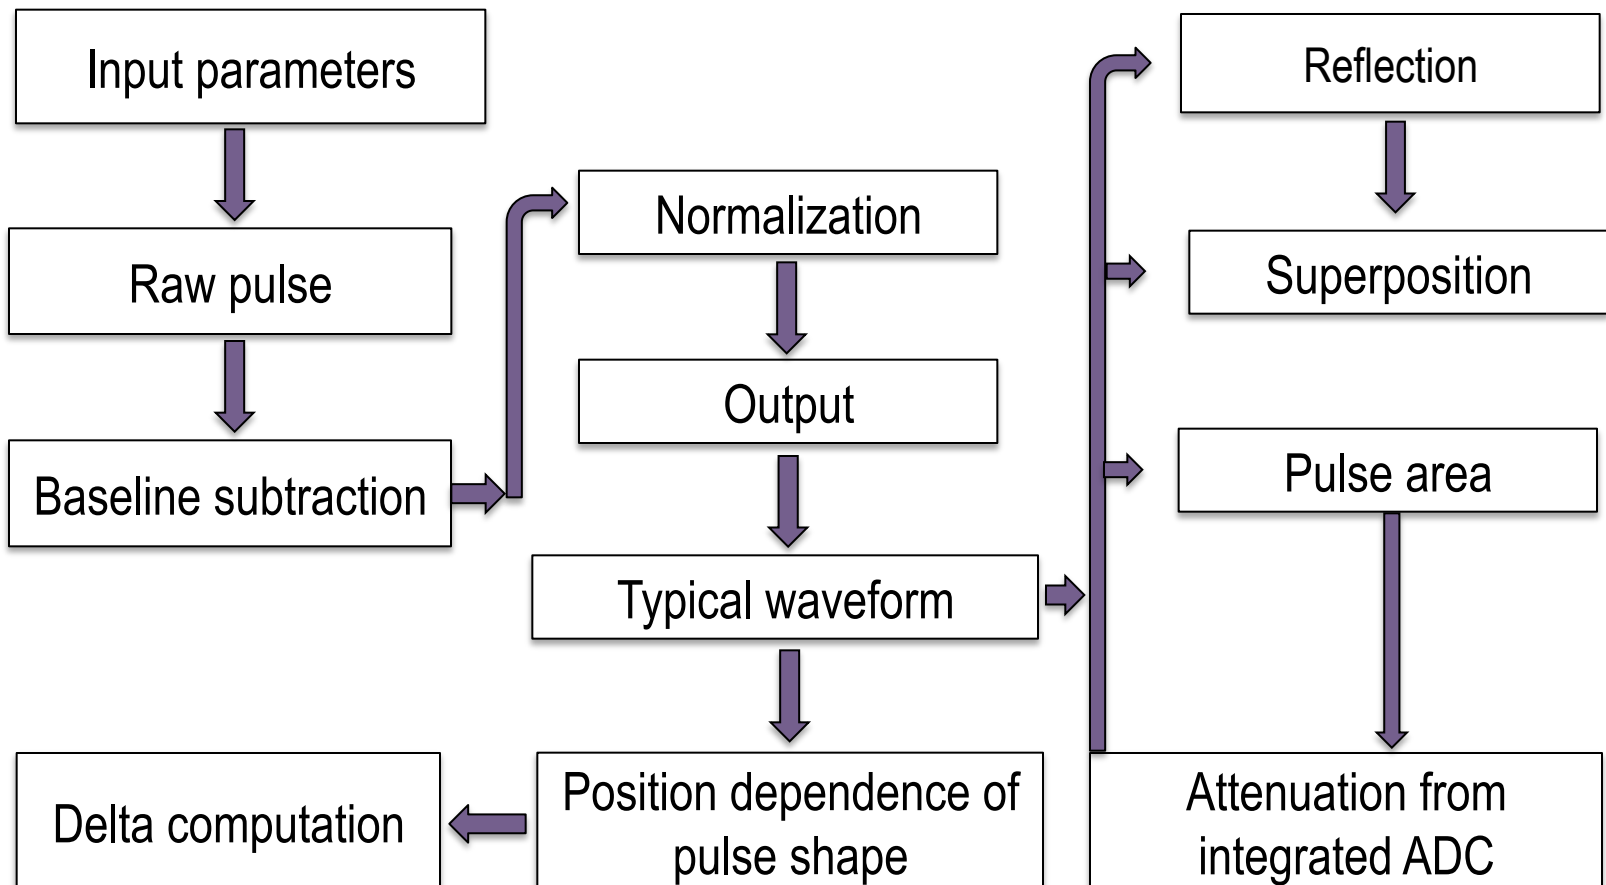 Input parameters
Raw pulse
Baseline subtraction
Normalization
Output
Typical waveform
Position dependence of
pulse shape
Delta computation
Reflection
Superposition
Pulse area
Attenuation from
integrated ADC